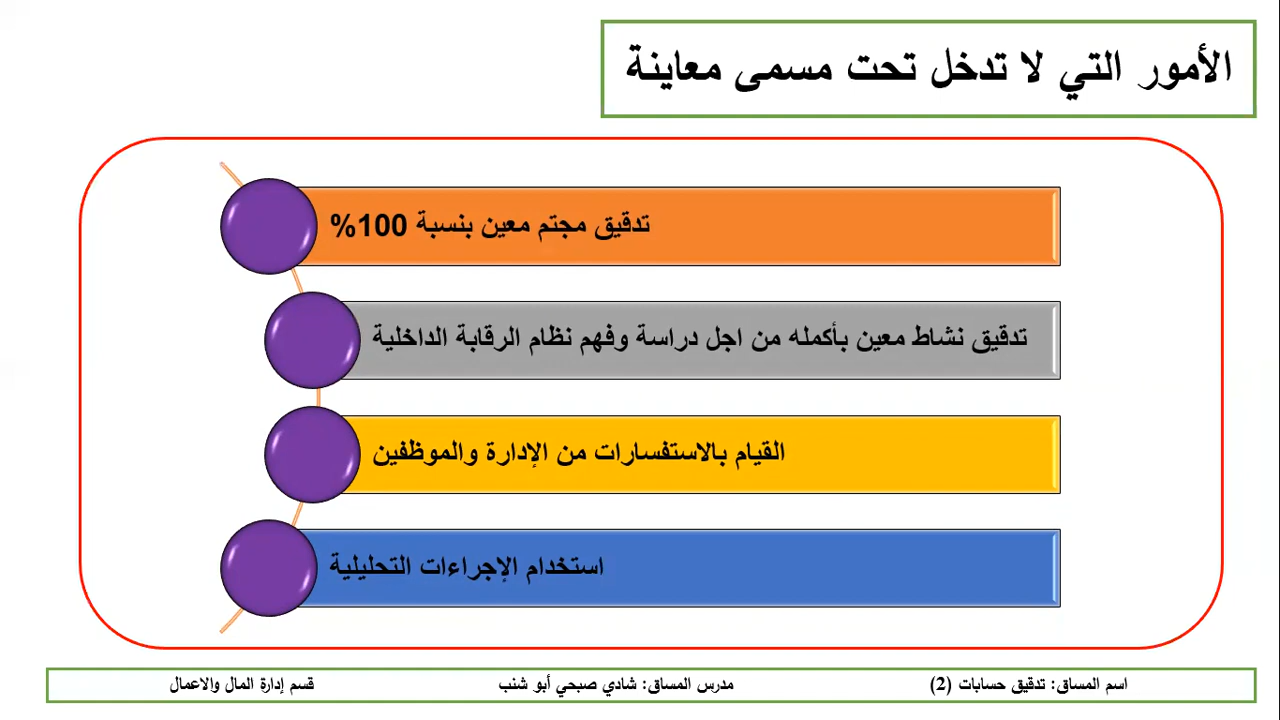 الأمور التي لا تدخل تحت مسمى معاينة
تدقيق مجتم معين بنسبة 100%
تدقيق نشاط معين بأكمله من اجل دراسة وفهم نظام الرقابة الداخلية
القيام بالاستفسارات من الإدارة والموظفين
استخدام الإجراءات التحليلية
اسم المساق: تدقيق حسابات (2) مدرس المساق: شادي صبحي أبو شنب قسم إدارة المال والاعمال